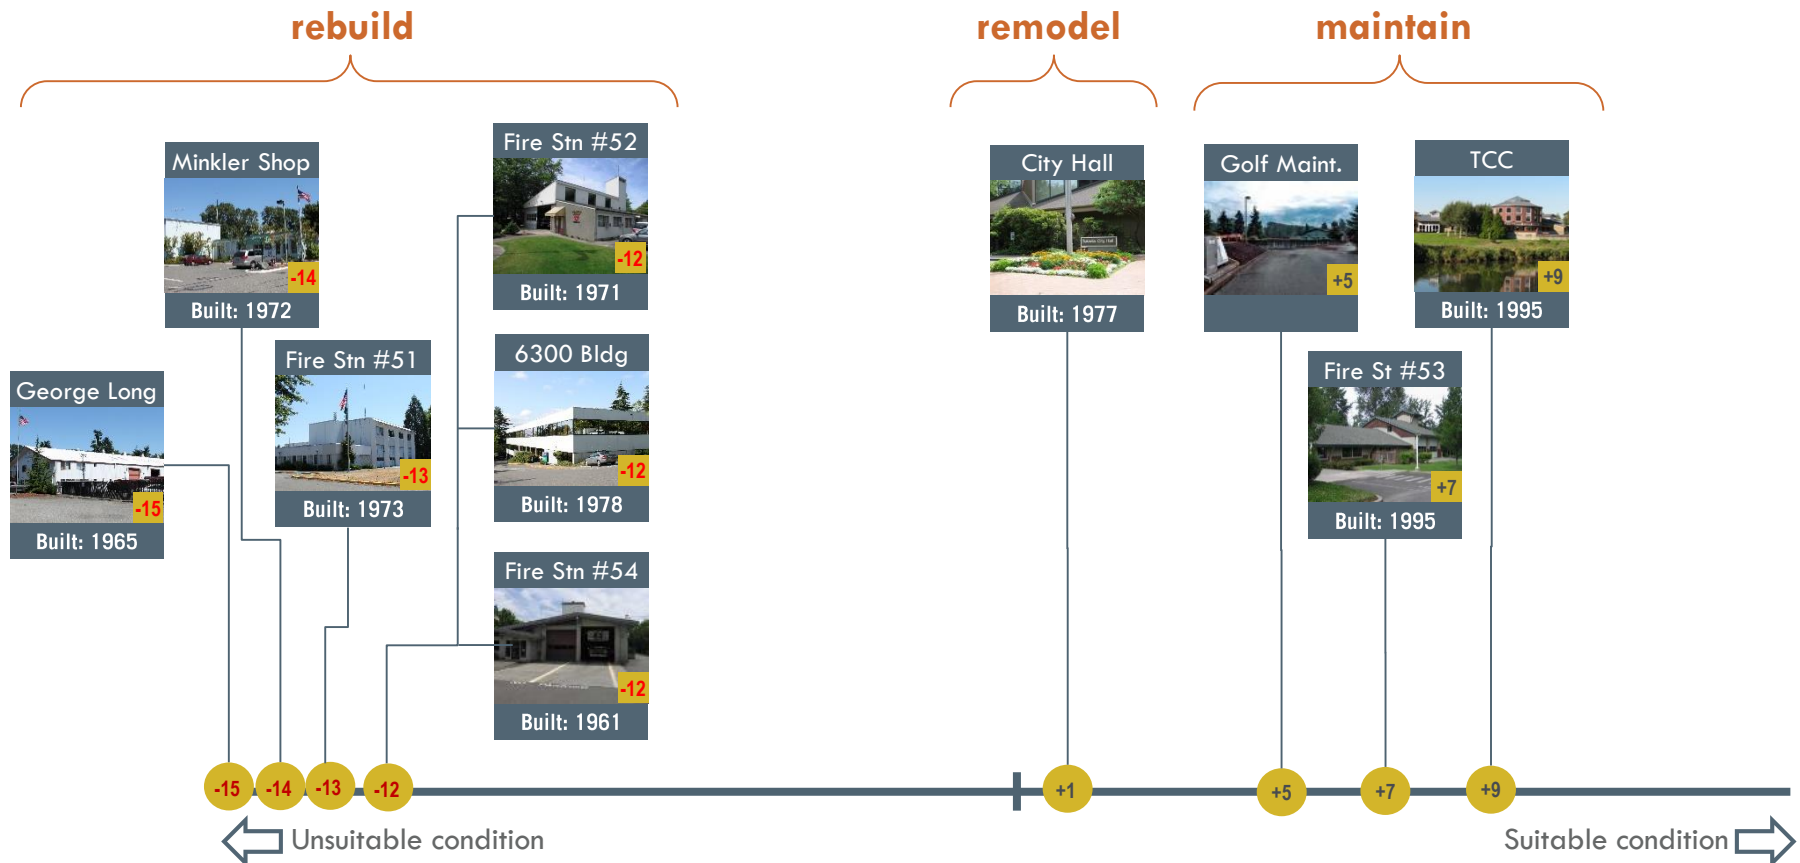 rebuild
remodel
maintain
Fire Stn #52
-12
Built: 1971
Minkler Shop
-14
Built: 1972
City Hall
Tukwila City Hall
Built: 1977
Golf Maint.
+5
TCC
+9
Built: 1995
Fire Stn #51
-13
Built: 1973
6300 Bldg
-12
Built: 1978
Fire St #53
+7
Built: 1995
George Long
-15
Built: 1965
Fire Stn #54
-12
Built: 1961
-15
-14
-13
-12
+1
+5
+7
+9
Unsuitable condition
Suitable condition